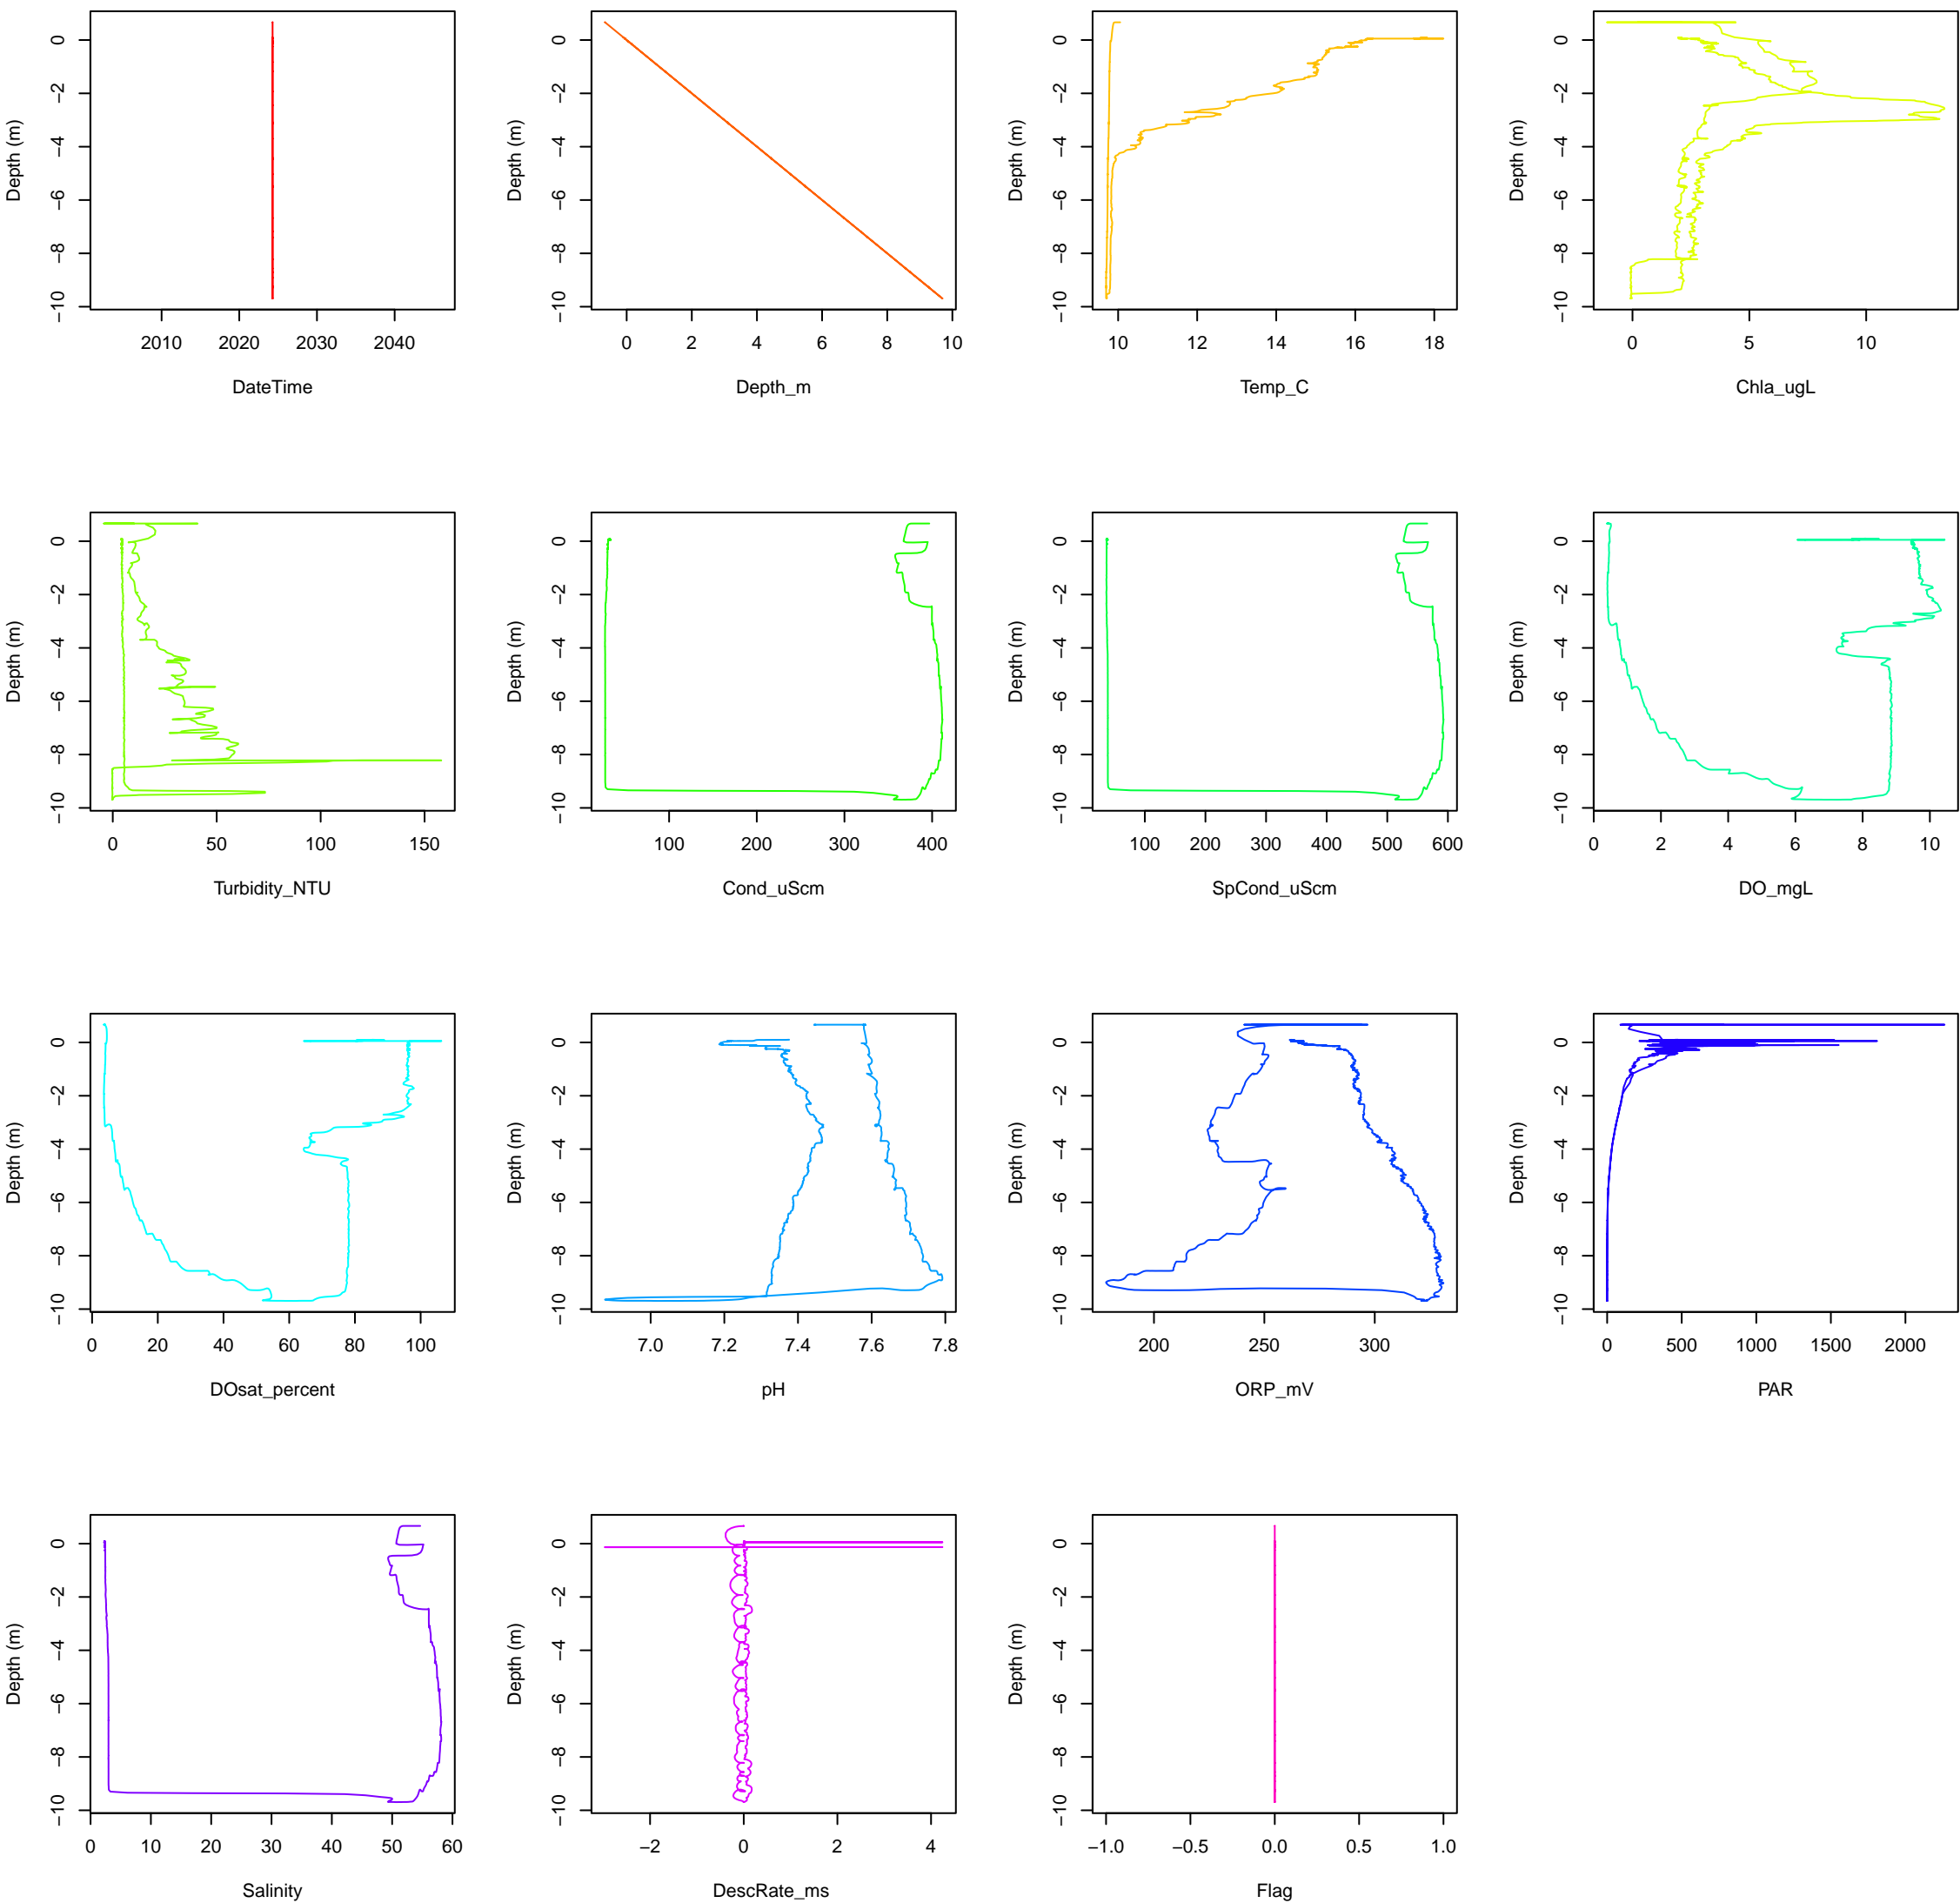 Depth (m)
0
−2
−4
−6
−8
−10
2010 2020 2030 2040
DateTime
Depth (m)
0
−2
−4
−6
−8
−10
0 2 4 6 8 10
Depth_m
Depth (m)
0
−2
−4
−6
−8
−10
10 12 14 16 18
Temp_C
Depth (m)
0
−2
−4
−6
−8
−10
0 5 10
Chla_ugL
Depth (m)
0
−2
−4
−6
−8
−10
0 50 100 150
Turbidity_NTU
Depth (m)
0
−2
−4
−6
−8
−10
100 200 300 400
Cond_uScm
Depth (m)
0
−2
−4
−6
−8
−10
100 200 300 400 500 600
SpCond_uScm
Depth (m)
0
−2
−4
−6
−8
−10
0 2 4 6 8 10
DO_mgL
Depth (m)
0
−2
−4
−6
−8
−10
0 20 40 60 80 100
DOsat_percent
Depth (m)
0
−2
−4
−6
−8
−10
7.0 7.2 7.4 7.6 7.8
pH
Depth (m)
0
−2
−4
−6
−8
−10
200 250 300
ORP_mV
Depth (m)
0
−2
−4
−6
−8
−10
0 500 1000 1500 2000
PAR
Depth (m)
0
−2
−4
−6
−8
−10
0 10 20 30 40 50 60
Salinity
Depth (m)
0
−2
−4
−6
−8
−10
−2 0 2 4
DescRate_ms
Depth (m)
0
−2
−4
−6
−8
−10
−1.0 −0.5 0.0 0.5 1.0
Flag